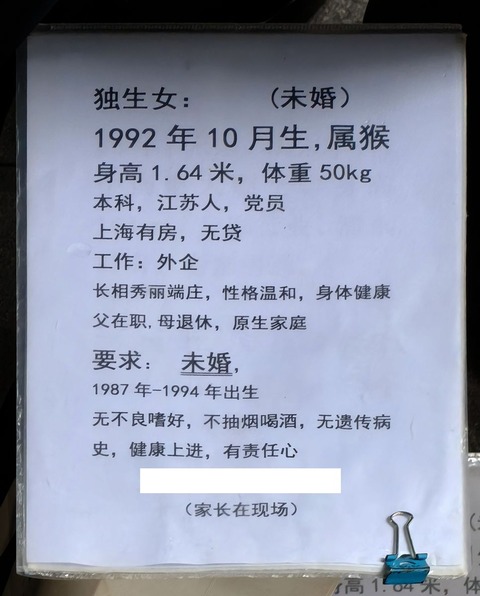 独生女： （未婚）
1992 年 10 月生,属猴
身高 1.64 米，体重 50kg
本科，江苏人，党员
上海有房，无贷
工作：外企
长相秀丽端庄，性格温和，身体健康
父在职,母退休，原生家庭
要求： 未婚,
1987 年-1994 年出生
无不良嗜好，不抽烟喝酒，无遗传病
史，健康上进，有责任心
（家长在现场）
高 1.64 米，体